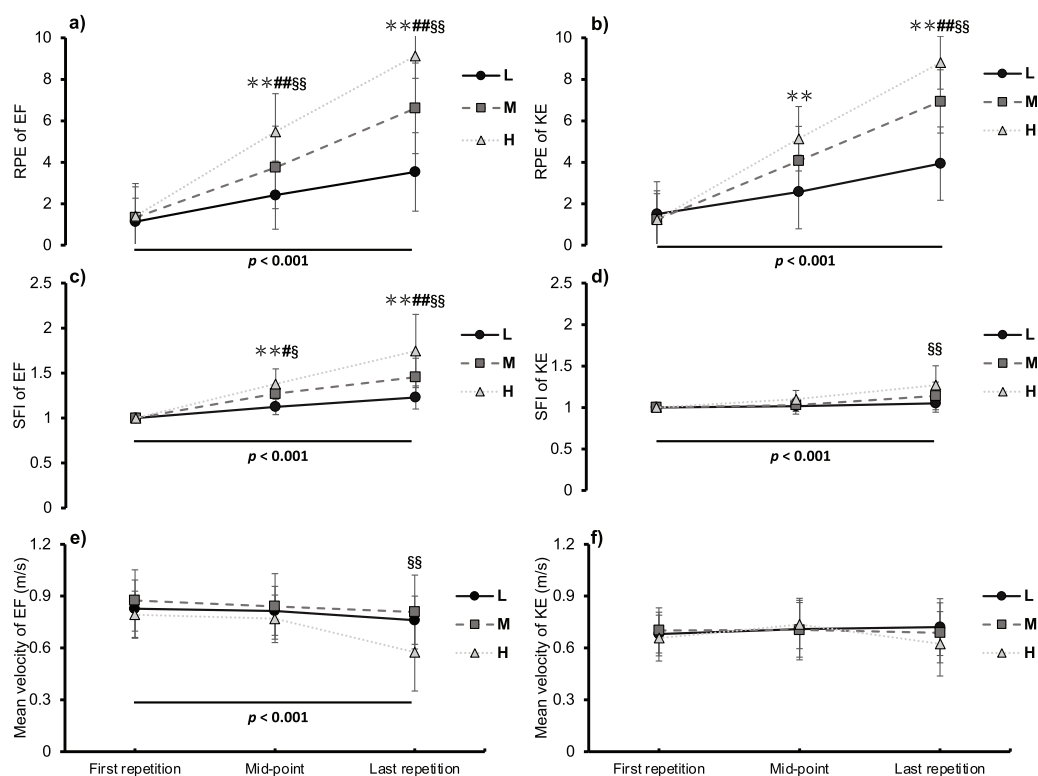 a)
∗∗##§§
∗∗##§§
10
8
6
4
2
0
RPE of EF
L
M
H
p < 0.001
b)
∗∗##§§
∗∗
10
8
6
4
2
0
RPE of KE
L
M
H
p < 0.001
c)
∗∗##§§
∗∗#§
2.5
2
1.5
1
0.5
0
SFI of EF
L
M
H
p < 0.001
d)
§§
2.5
2
1.5
1
0.5
0
SFI of KE
L
M
H
p < 0.001
e)
§§
1.2
0.9
0.6
0.3
0
Mean velocity of EF (m/s)
L
M
H
p < 0.001
First repetition
Mid-point
Last repetition
f)
1.2
0.9
0.6
0.3
0
Mean velocity of KE (m/s)
L
M
H
First repetition
Mid-point
Last repetition